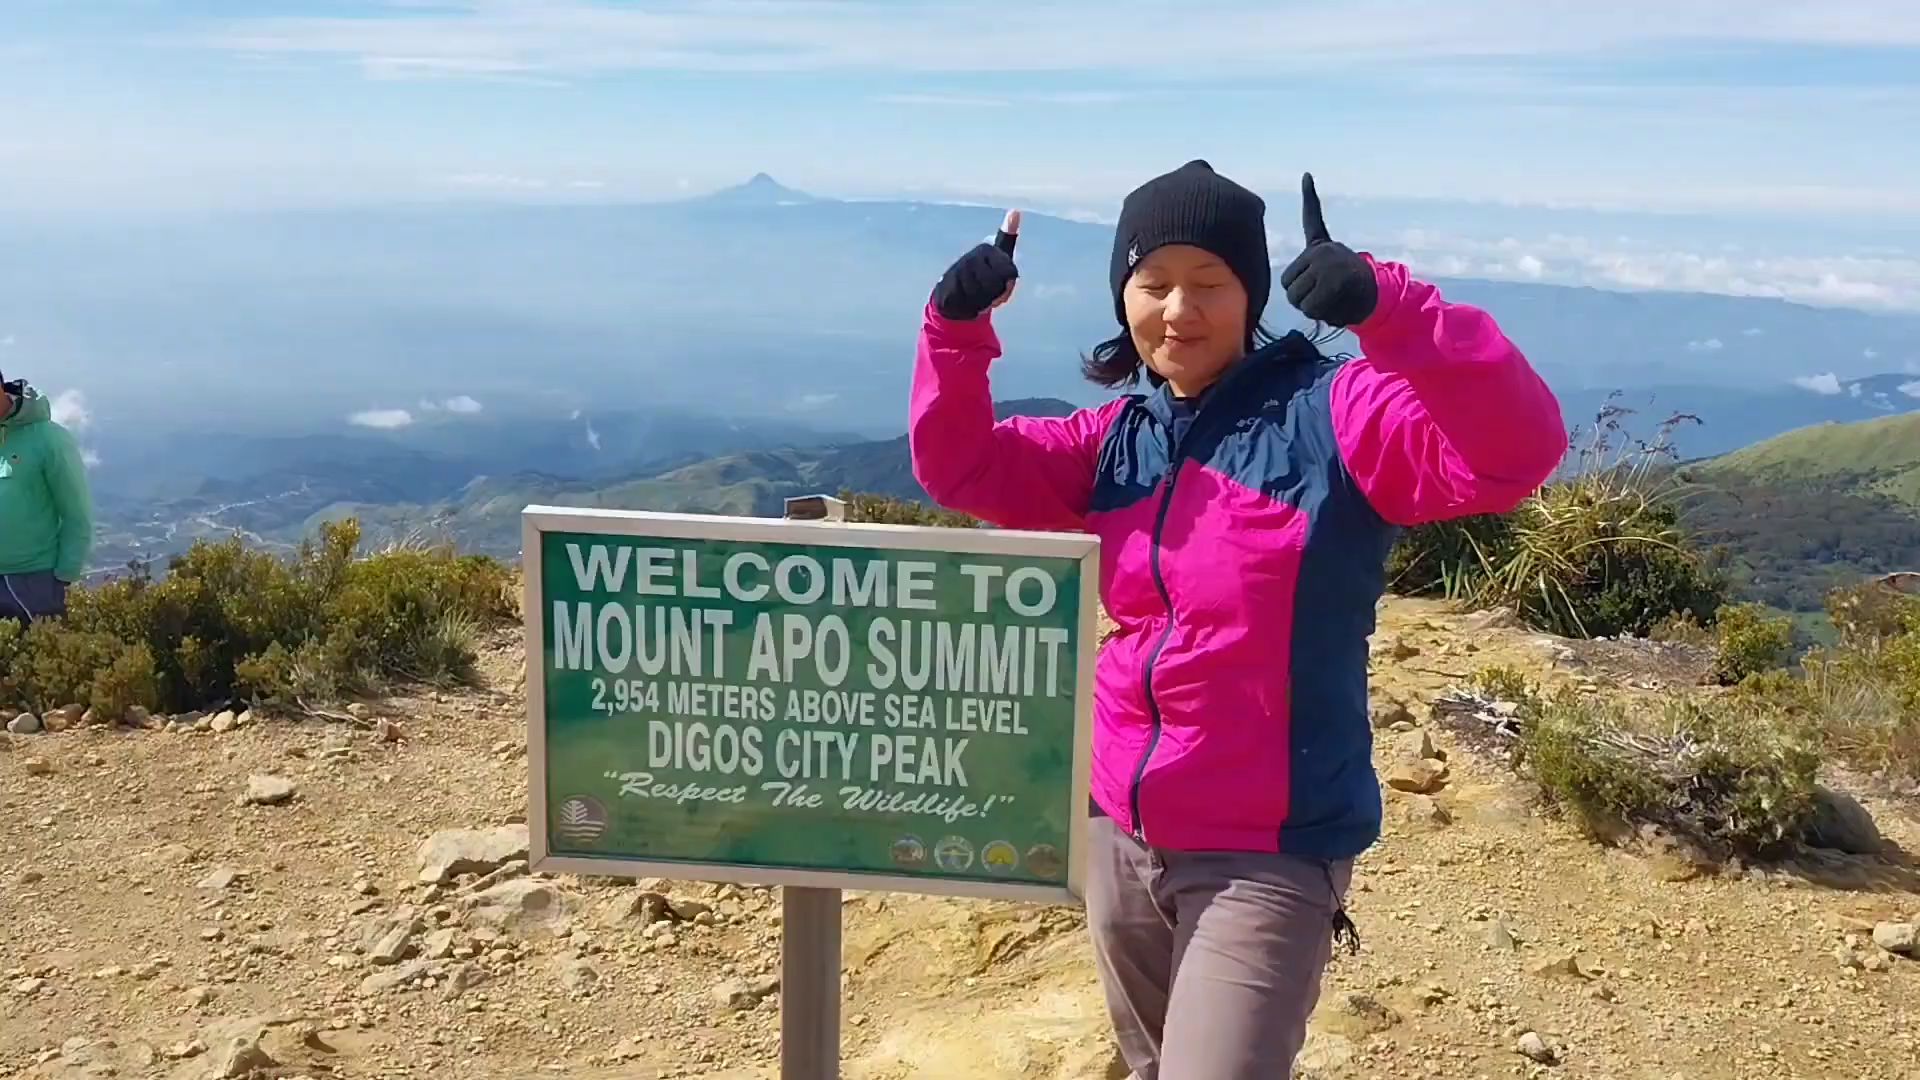 WELCOME TO
MOUNT APO SUMMIT
2,954 METERS ABOVE SEA LEVEL
DIGOS CITY PEAK
"Respect The Wildlife!"